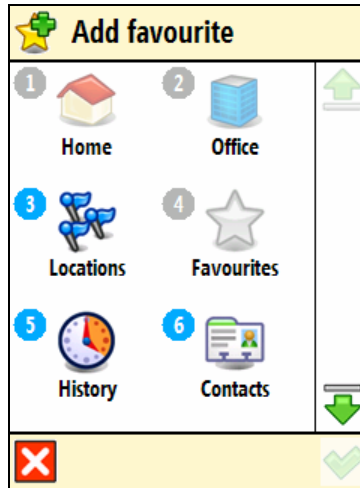 Add favourite
1 2
Home Office
3 4
Locations Favourites
5 6
History Contacts